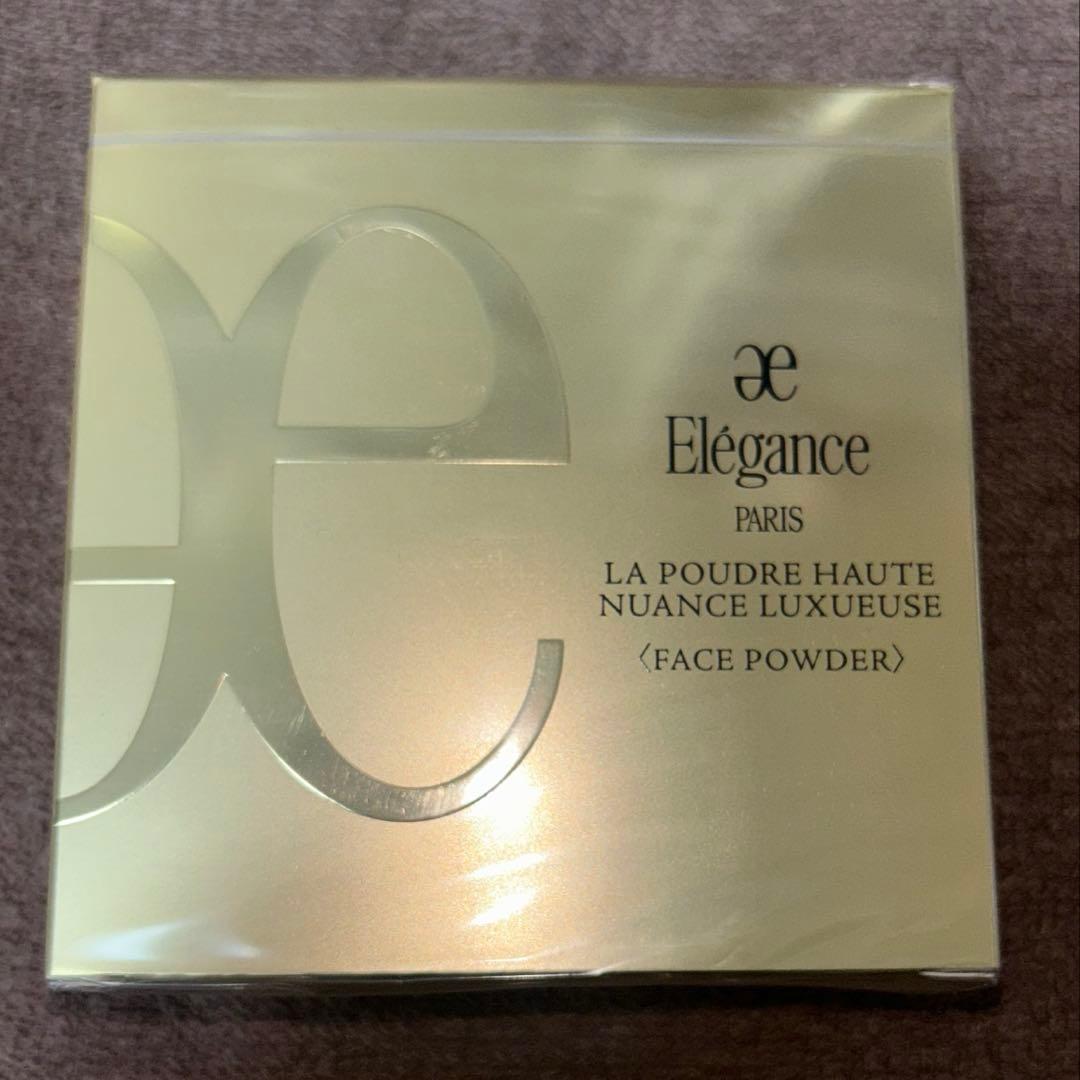 æ
Elégance
PARIS
LA POUDRE HAUTE
NUANCE LUXUEUSE
〈FACE POWDER〉